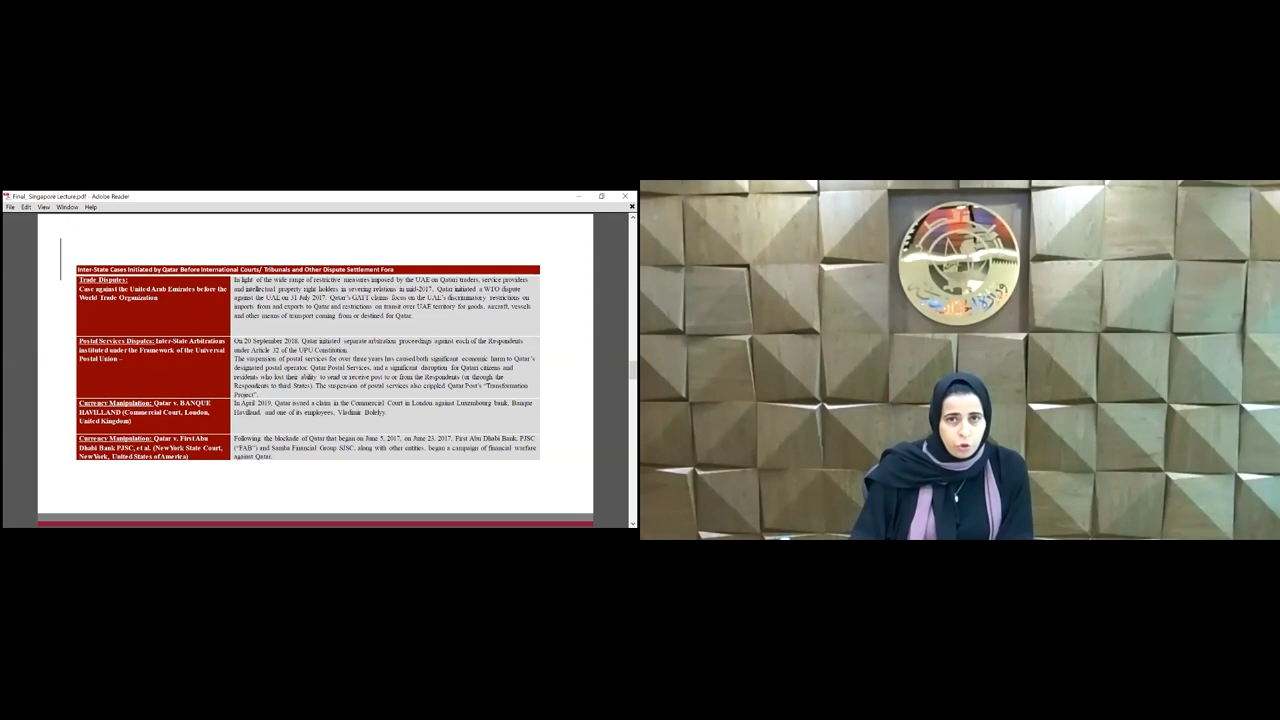 Final_Singapore Lecture.pdf - Adobe Reader
File Edit View Window Help
Inter-State Cases Initiated by Qatar Before International Courts/ Tribunals and Other Dispute Settlement Fora
Trade Disputes:
Case against the United Arab Emirates before the
World Trade Organization
In light of the wide range of restrictive measures imposed by the UAE on Qatari traders, service providers
and intellectual property right holders in severing relations in mid-2017, Qatar initiated a WTO dispute
against the UAE on 31 July 2017. Qatar's GATT claims focus on the UAE's discriminatory restrictions on
imports from and exports to Qatar and restrictions on transit over UAE territory for goods, aircraft, vessels
and other means of transport coming from or destined for Qatar.
Postal Services Disputes: Inter-State Arbitrations
instituted under the Framework of the Universal
Postal Union –
On 20 September 2018, Qatar initiated separate arbitration proceedings against each of the Respondents
under Article 32 of the UPU Constitution.
The suspension of postal services for over three years has caused both significant economic harm to Qatar's
designated postal operator, Qatar Postal Services, and a significant disruption for Qatari citizens and
residents who lost their ability to send or receive post to or from the Respondents (or through the
Respondents to third States). The suspension of postal services also crippled Qatar Post's "Transformation
Project".
Currency Manipulation: Qatar v. BANQUE
HAVILLAND (Commercial Court, London,
United Kingdom)
In April 2019, Qatar issued a claim in the Commercial Court in London against Luxembourg bank, Banque
Havilland, and one of its employees, Vladimir Bolelyy.
Currency Manipulation: Qatar v. First Abu
Dhabi Bank PJSC, et al. (New York State Court,
New York, United States of America)
Following the blockade of Qatar that began on June 5, 2017, on June 23, 2017, First Abu Dhabi Bank, PJSC
("FAB") and Samba Financial Group SJSC, along with other entities, began a campaign of financial warfare
against Qatar.